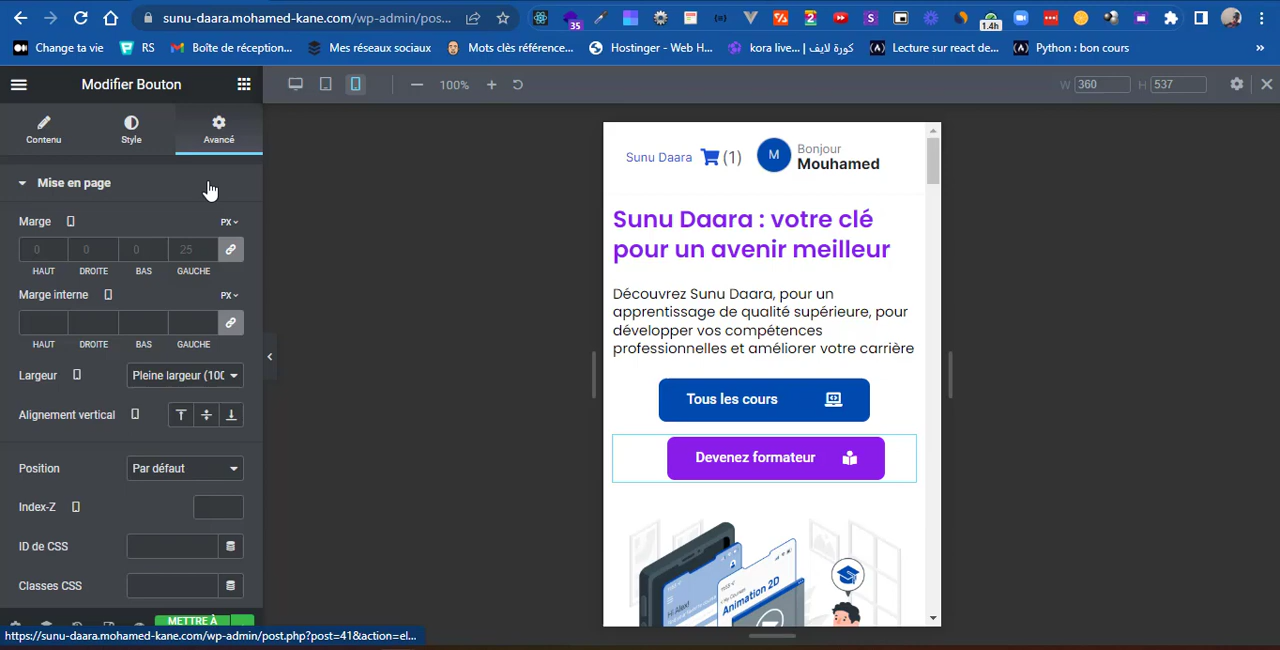 sunu-daara.mohamed-kane.com/wp-admin/pos...
35
2
1.4h
Change ta vie
RS
Boîte de réception...
Mes réseaux sociaux
Mots clés référence...
Hostinger - Web H...
kora live... | كورة لايف
Lecture sur react de...
Python : bon cours
»
Modifier Bouton
100%
W 360
H 537
Contenu
Style
Avancé
Mise en page
Marge
PX
0 0 0 25
HAUT DROITE BAS GAUCHE
Marge interne
PX
HAUT DROITE BAS GAUCHE
Largeur
Pleine largeur (100
Alignement vertical
Position
Par défaut
Index-Z
ID de CSS
Classes CSS
METTRE À
https://sunu-daara.mohamed-kane.com/wp-admin/post.php?post=41&action=el...
Sunu Daara
(1)
M
Bonjour
Mouhamed
Sunu Daara : votre clé
pour un avenir meilleur
Découvrez Sunu Daara, pour un
apprentissage de qualité supérieure, pour
développer vos compétences
professionnelles et améliorer votre carrière
Tous les cours
Devenez formateur
Hi Alex!
Animation 2D